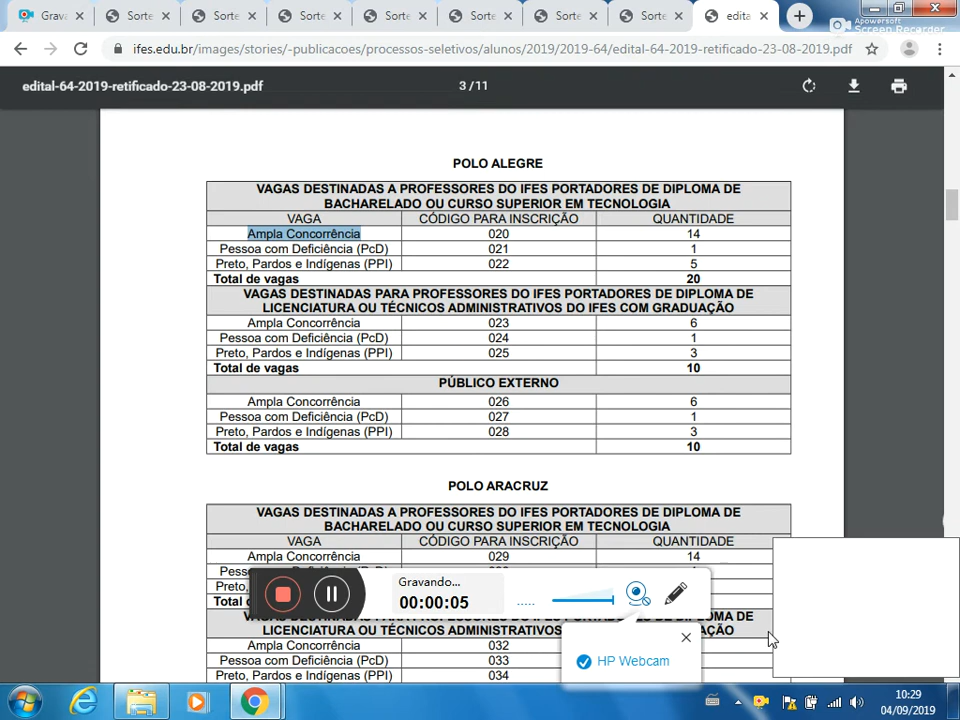 Grava
Sorte
Sorte
Sorte
Sorte
Sorte
Sorte
Sorte
edita
Apowersoft
Screen Recorder
ifes.edu.br/images/stories/-publicacoes/processos-seletivos/alunos/2019/2019-64/edital-64-2019-retificado-23-08-2019.pdf
edital-64-2019-retificado-23-08-2019.pdf
3 / 11
POLO ALEGRE
VAGAS DESTINADAS A PROFESSORES DO IFES PORTADORES DE DIPLOMA DE
BACHARELADO OU CURSO SUPERIOR EM TECNOLOGIA
VAGA CÓDIGO PARA INSCRIÇÃO QUANTIDADE
Ampla Concorrência 020 14
Pessoa com Deficiência (PcD) 021 1
Preto, Pardos e Indígenas (PPI) 022 5
Total de vagas 20
VAGAS DESTINADAS PARA PROFESSORES DO IFES PORTADORES DE DIPLOMA DE
LICENCIATURA OU TÉCNICOS ADMINISTRATIVOS DO IFES COM GRADUAÇÃO
Ampla Concorrência 023 6
Pessoa com Deficiência (PcD) 024 1
Preto, Pardos e Indígenas (PPI) 025 3
Total de vagas 10
PÚBLICO EXTERNO
Ampla Concorrência 026 6
Pessoa com Deficiência (PcD) 027 1
Preto, Pardos e Indígenas (PPI) 028 3
Total de vagas 10
POLO ARACRUZ
VAGAS DESTINADAS A PROFESSORES DO IFES PORTADORES DE DIPLOMA DE
BACHARELADO OU CURSO SUPERIOR EM TECNOLOGIA
VAGA CÓDIGO PARA INSCRIÇÃO QUANTIDADE
Ampla Concorrência 029 14
Gravando...
00:00:05
LICENCIATURA OU TÉCNICOS ADMINISTRATIVOS
Ampla Concorrência 032
Pessoa com Deficiência (PcD) 033
Preto, Pardos e Indígenas (PPI) 034
HP Webcam
10:29
04/09/2019